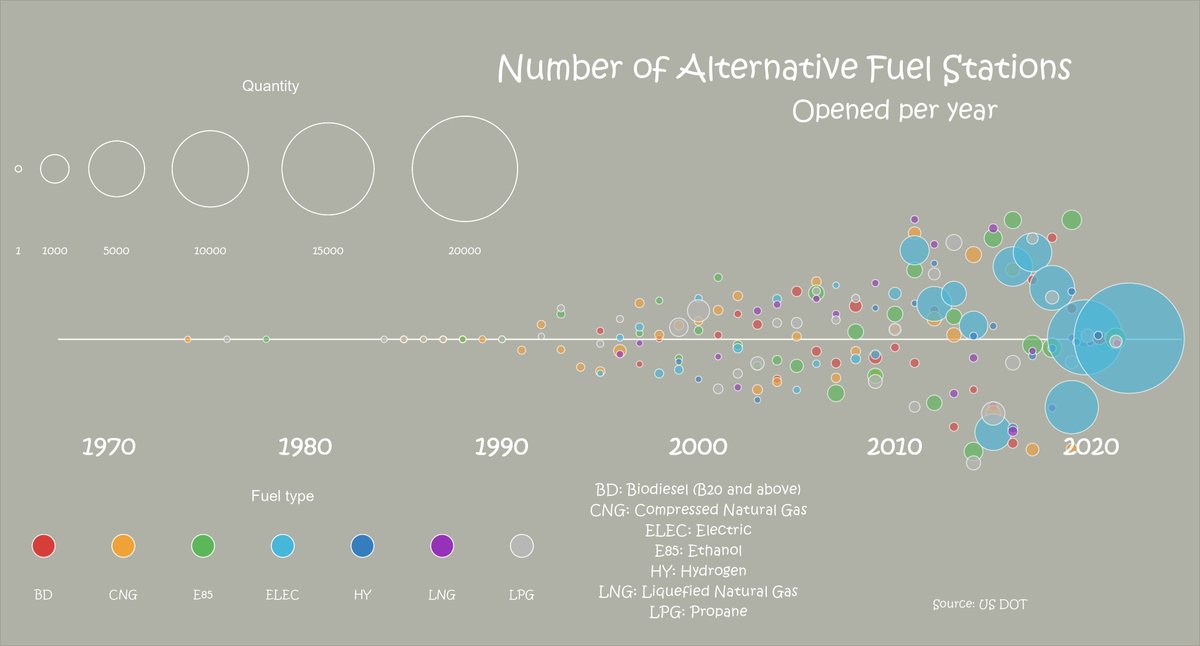 Number of Alternative Fuel Stations
Opened per year
Quantity
1 1000 5000 10000 15000 20000
1970 1980 1990 2000 2010 2020
Fuel type
BD CNG E85 ELEC HY LNG LPG
BD: Biodiesel (B20 and above)
CNG: Compressed Natural Gas
ELEC: Electric
E85: Ethanol
HY: Hydrogen
LNG: Liquefied Natural Gas
LPG: Propane
Source: US DOT